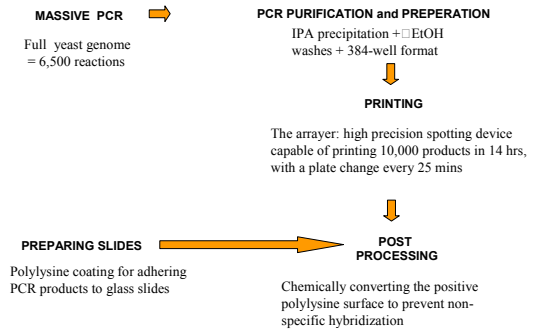 MASSIVE PCR
Full yeast genome
= 6,500 reactions
PCR PURIFICATION and PREPERATION
IPA precipitation +□EtOH
washes + 384-well format
PRINTING
The arrayer: high precision spotting device
capable of printing 10,000 products in 14 hrs,
with a plate change every 25 mins
PREPARING SLIDES
Polylysine coating for adhering
PCR products to glass slides
POST
PROCESSING
Chemically converting the positive
polylysine surface to prevent non-
specific hybridization